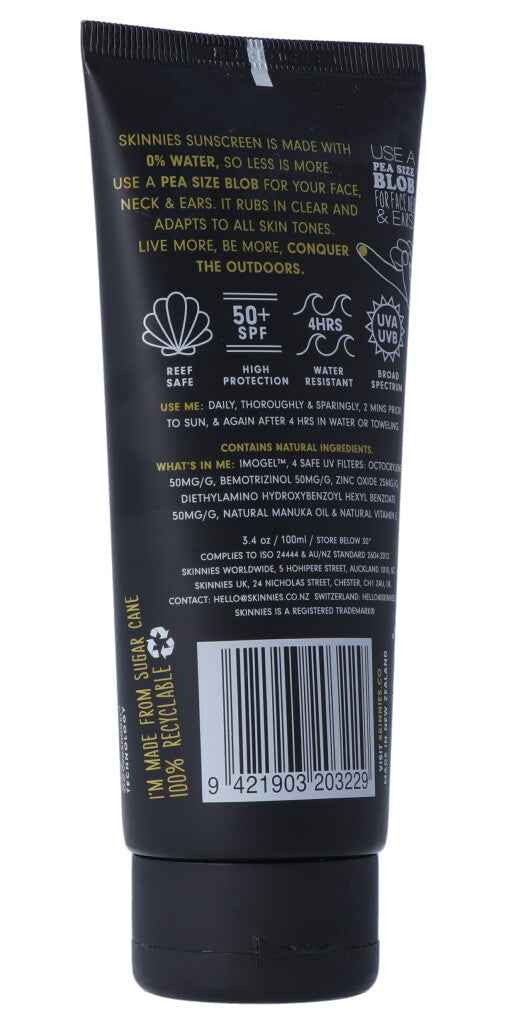 SKINNIES SUNSCREEN IS MADE WITH
0% WATER, SO LESS IS MORE.
USE A PEA SIZE BLOB FOR YOUR FACE,
NECK & EARS. IT RUBS IN CLEAR AND
ADAPTS TO ALL SKIN TONES.
LIVE MORE, BE MORE, CONQUER
THE OUTDOORS.
USE A
PEA SIZE
BLOB
FOR FACE
& EARS
REEF
SAFE
50+
SPF
HIGH
PROTECTION
4HRS
WATER
RESISTANT
UVA
UVB
BROAD
SPECTRUM
USE ME: DAILY, THOROUGHLY & SPARINGLY, 2 MINS PRIOR
TO SUN, & AGAIN AFTER 4 HRS IN WATER OR TOWELING.
CONTAINS NATURAL INGREDIENTS.
WHAT'S IN ME: IMOGEL™, 4 SAFE UV FILTERS:
50MG/G, BEMOTRIZINOL 50MG/G, ZINC OXIDE 25MG/G
DIETHYLAMINO HYDROXYBENZOYL HEXYL BENZOATE
50MG/G, NATURAL MANUKA OIL & NATURAL VITAMIN E
3.4 oz / 100ml / STORE BELOW 30°
COMPLIES TO ISO 24444 & AU/NZ STANDARD 2604:2012
SKINNIES WORLDWIDE, 5 HOHIPERE STREET, AUCKLAND 1010,
SKINNIES UK, 24 NICHOLAS STREET, CHESTER, CH1 2AU, UK
CONTACT: HELLO@SKINNIES.CO.NZ SWITZERLAND: HELLO@SKINNIES
SKINNIES IS A REGISTERED TRADEMARK®
I'M MADE FROM SUGAR CANE
100% RECYCLABLE
TECHNOLOGY
9 421903 203229
VISIT SKINNIES.CO
MADE IN NEW ZEALAND